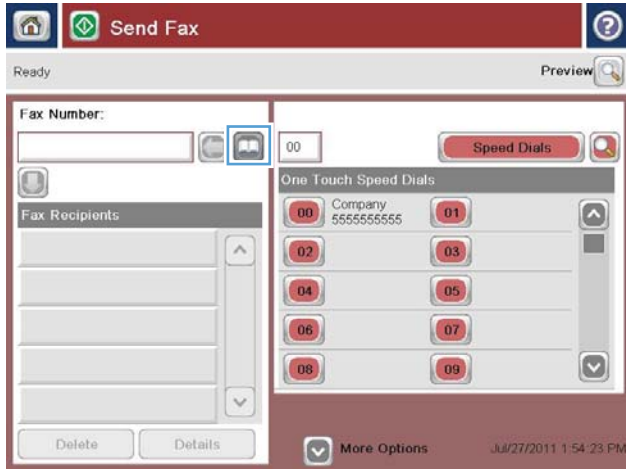 Send Fax
Ready
Preview
Fax Number:
00
Speed Dials
One Touch Speed Dials
Fax Recipients
00 Company 01
5555555555
02 03
04 05
06 07
08 09
Delete Details
More Options
Jul/27/2011 1:54:23 PM